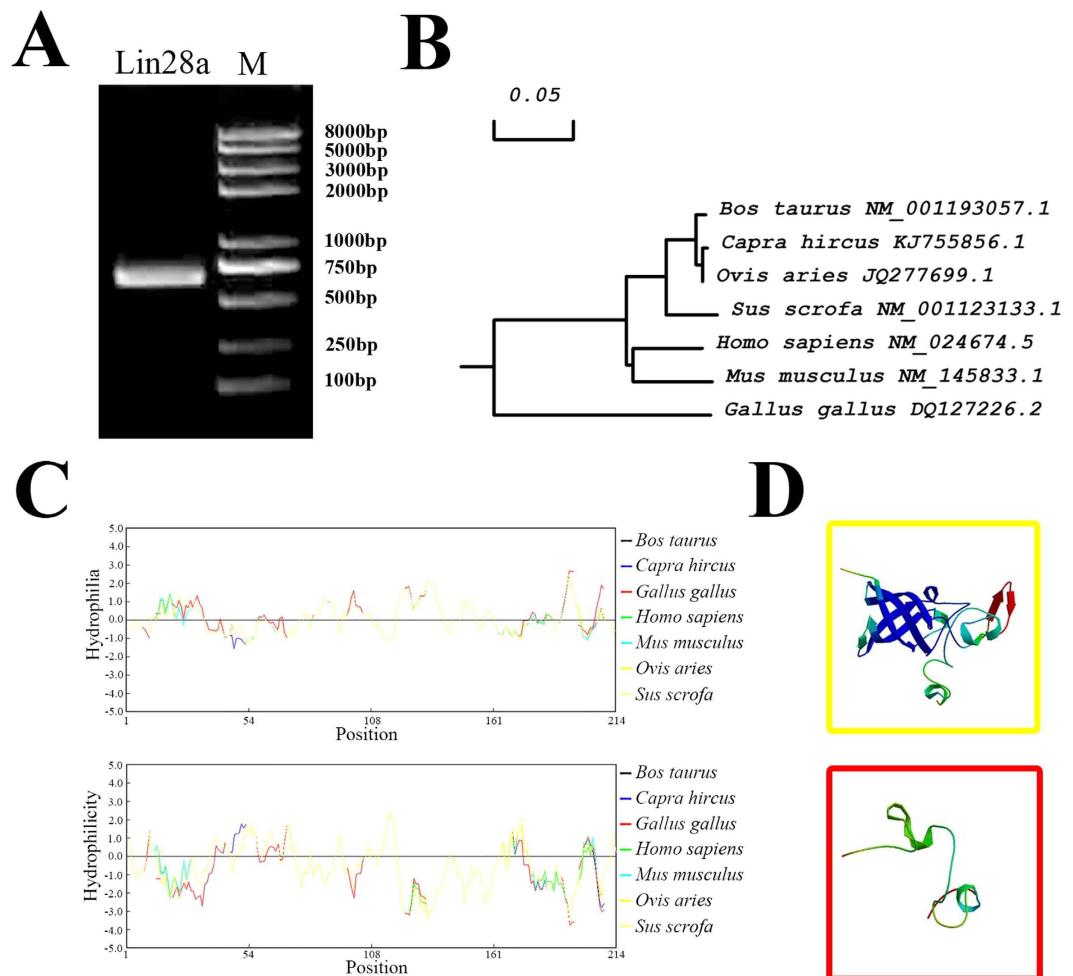 A
Lin28a M
8000bp
5000bp
3000bp
2000bp
1000bp
750bp
500bp
250bp
100bp
B
0.05
Bos taurus NM_001193057.1
Capra hircus KJ755856.1
Ovis aries JQ277699.1
Sus scrofa NM_001123133.1
Homo sapiens NM_024674.5
Mus musculus NM_145833.1
Gallus gallus DQ127226.2
C
Hydrophilia
5.0
4.0
3.0
2.0
1.0
0.0
-1.0
-2.0
-3.0
-4.0
-5.0
1 54 108 161 214
Position
Bos taurus
Capra hircus
Gallus gallus
Homo sapiens
Mus musculus
Ovis aries
Sus scrofa
Hydrophilicity
5.0
4.0
3.0
2.0
1.0
0.0
-1.0
-2.0
-3.0
-4.0
-5.0
1 54 108 161 214
Position
Bos taurus
Capra hircus
Gallus gallus
Homo sapiens
Mus musculus
Ovis aries
Sus scrofa
D